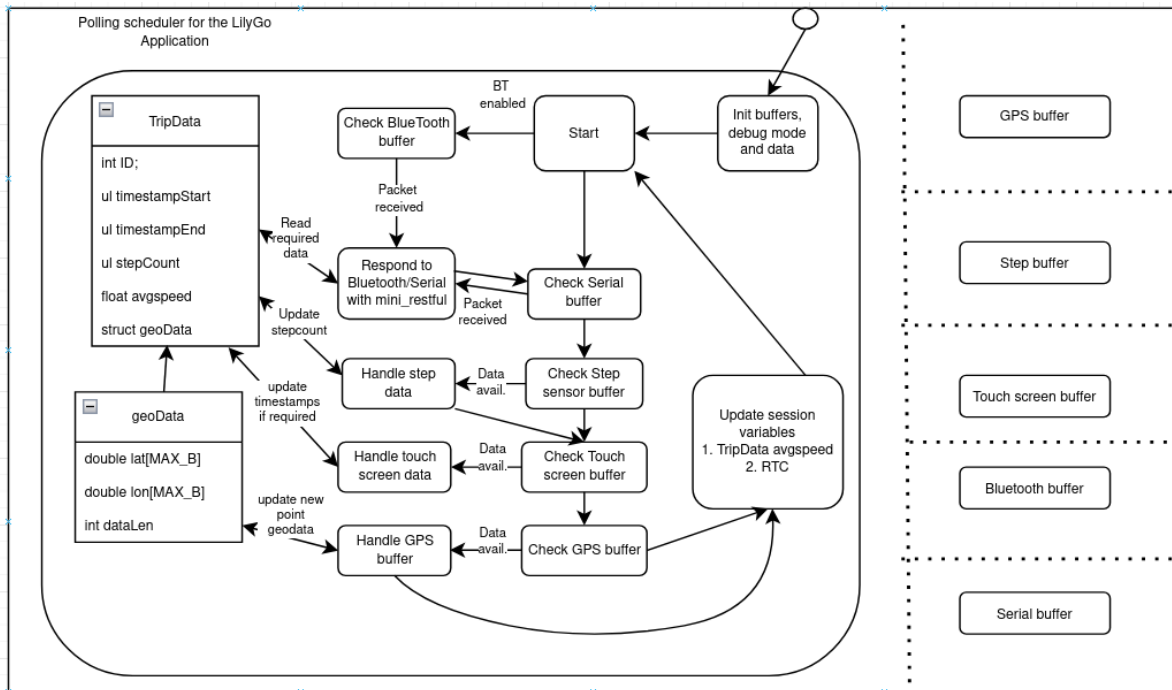 Polling scheduler for the LilyGo
Application
TripData
int ID;
ul timestampStart
ul timestampEnd
ul stepCount
float avgspeed
struct geoData
geoData
double lat[MAX_B]
double lon[MAX_B]
int dataLen
BT
enabled
Check BlueTooth
buffer
Start
Init buffers,
debug mode
and data
Packet
received
Read
required
data
Respond to
Bluetooth/Serial
with mini_restful
Check Serial
buffer
Packet
received
Update
stepcount
Handle step
data
Data
avail.
Check Step
sensor buffer
update
timestamps
if required
Handle touch
screen data
Data
avail.
Check Touch
screen buffer
update new
point
geodata
Handle GPS
buffer
Data
avail.
Check GPS buffer
Update session
variables
1. TripData avgspeed
2. RTC
GPS buffer
Step buffer
Touch screen buffer
Bluetooth buffer
Serial buffer